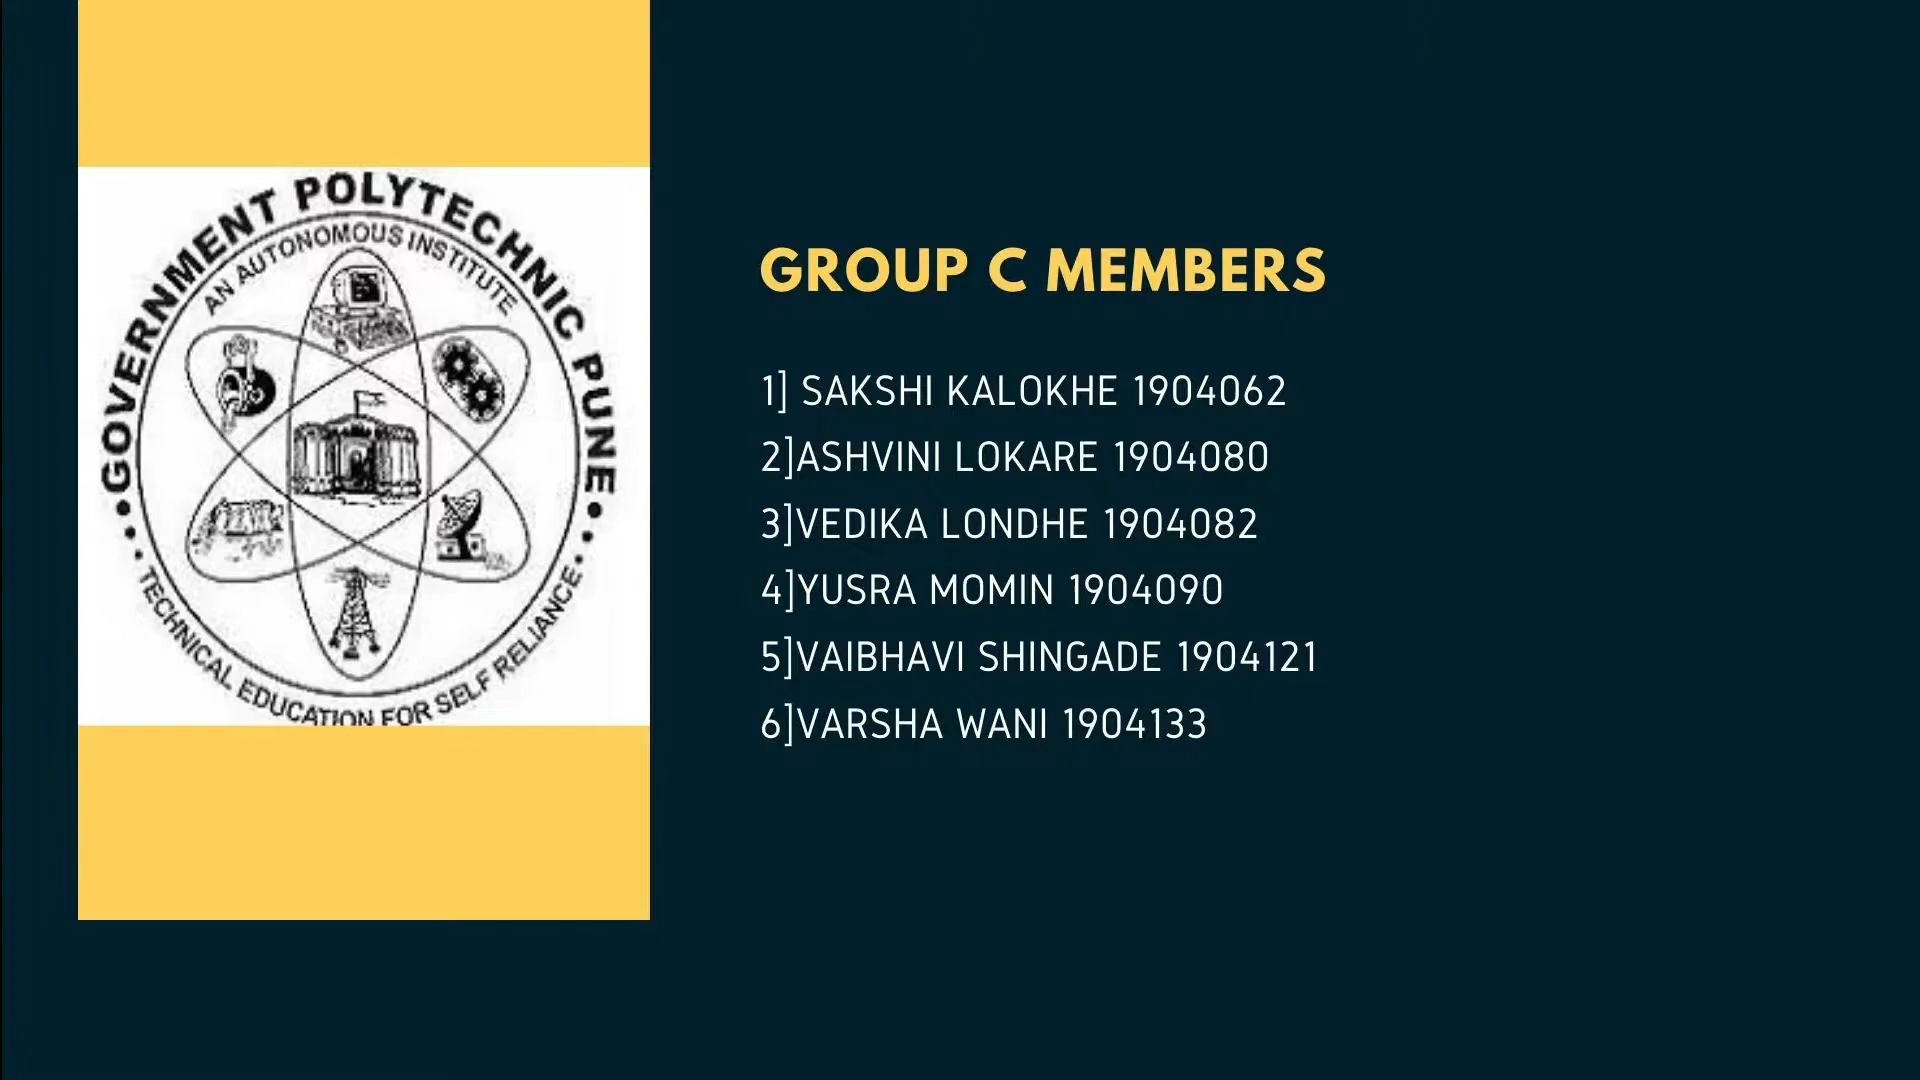 GOVERNMENT POLYTECHNIC PUNE
AN AUTONOMOUS INSTITUTE
TECHNICAL EDUCATION FOR SELF RELIANCE
GROUP C MEMBERS
1] SAKSHI KALOKHE 1904062
2]ASHVINI LOKARE 1904080
3]VEDIKA LONDHE 1904082
4]YUSRA MOMIN 1904090
5]VAIBHAVI SHINGADE 1904121
6]VARSHA WANI 1904133